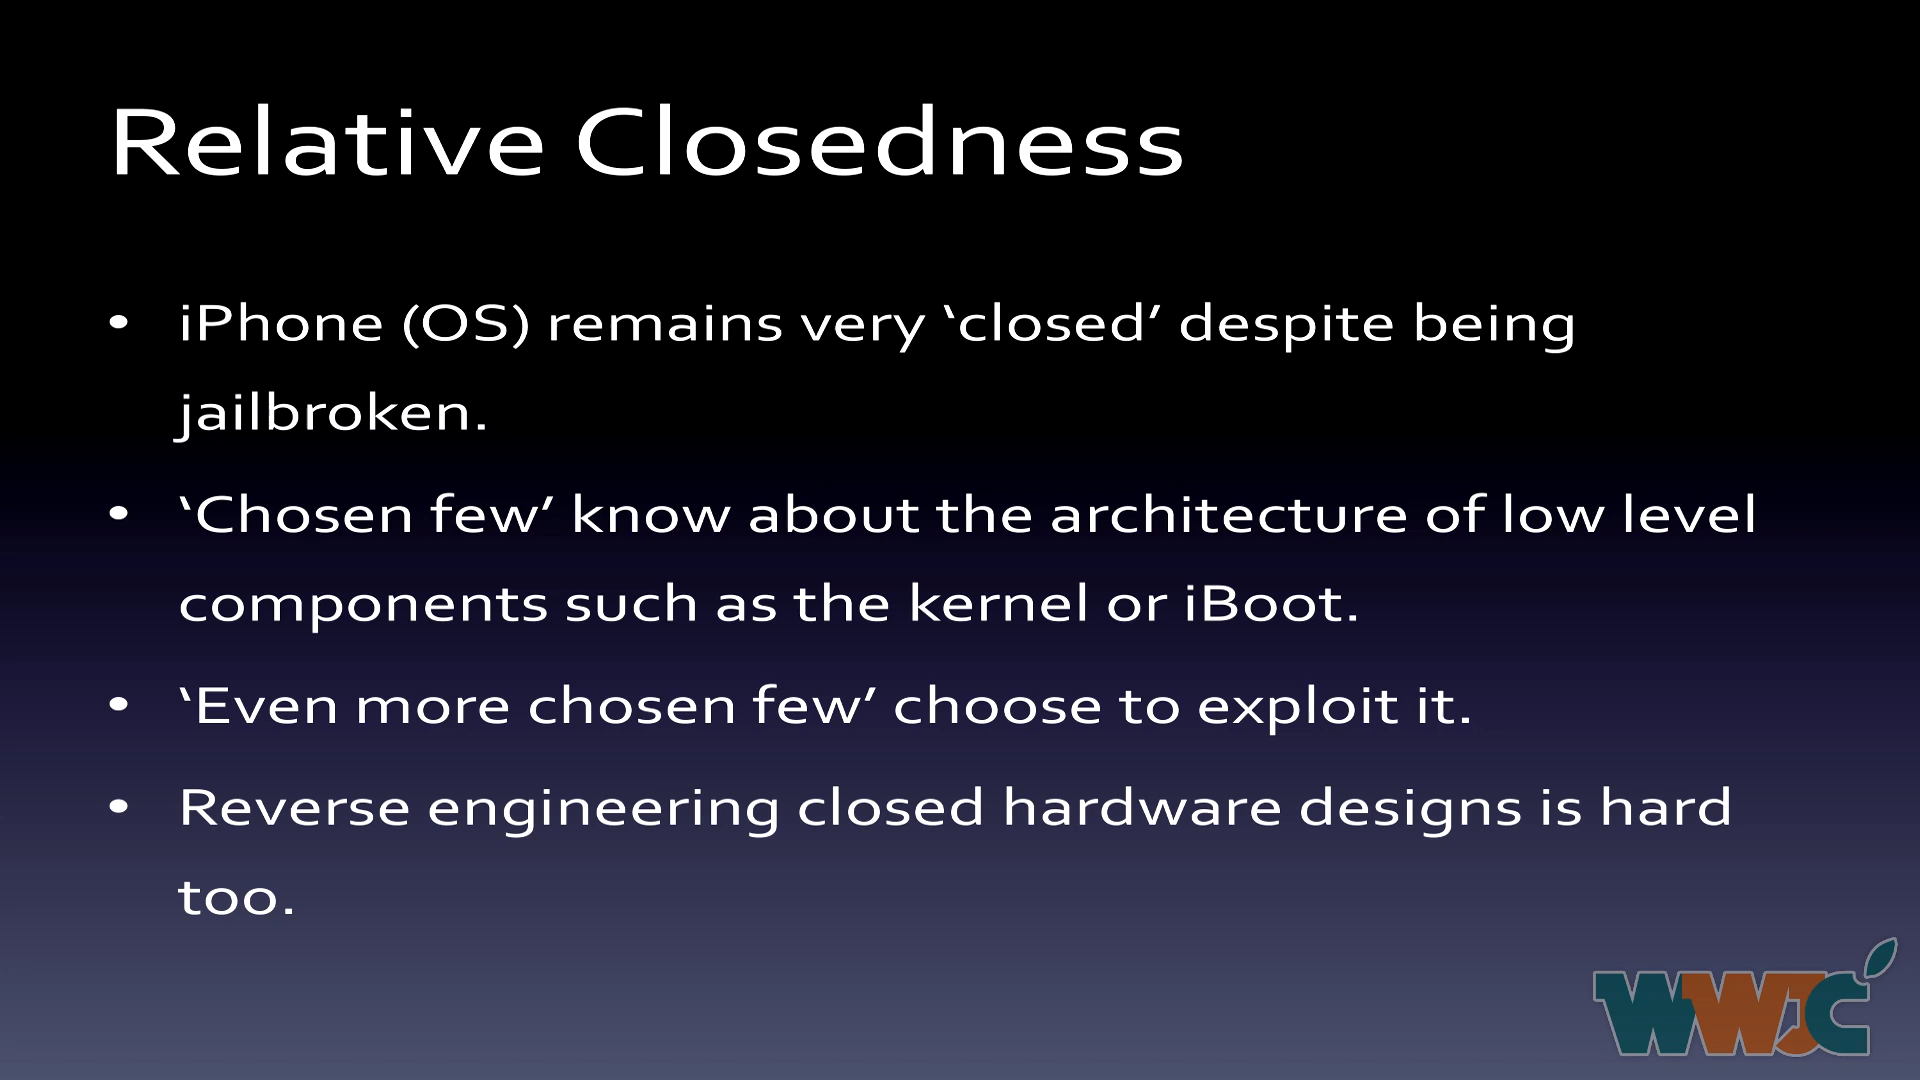 Relative Closedness
• iPhone (OS) remains very ‘closed’ despite being
jailbroken.
• ‘Chosen few’ know about the architecture of low level
components such as the kernel or iBoot.
• ‘Even more chosen few’ choose to exploit it.
• Reverse engineering closed hardware designs is hard
too.
WWJC